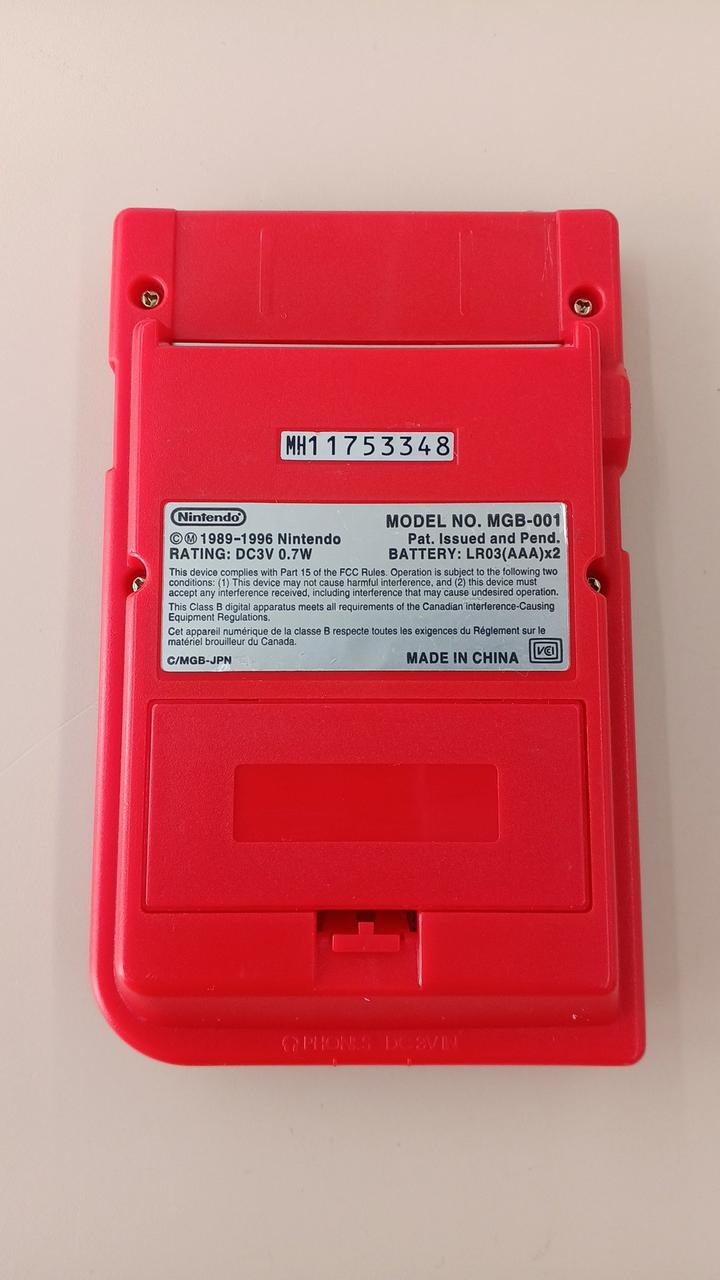 MH11753348
Nintendo
MODEL NO. MGB-001
©Ⓜ 1989-1996 Nintendo
Pat. Issued and Pend.
RATING: DC3V 0.7W
BATTERY: LR03(AAA)x2
This device complies with Part 15 of the FCC Rules. Operation is subject to the following two
conditions: (1) This device may not cause harmful interference, and (2) this device must
accept any interference received, including interference that may cause undesired operation.
This Class B digital apparatus meets all requirements of the Canadian interference-Causing
Equipment Regulations.
Cet appareil numérique de la classe B respecte toutes les exigences du Réglement sur le
matériel brouilleur du Canada.
C/MGB-JPN
MADE IN CHINA
VCI
PHONES DC 3V IN